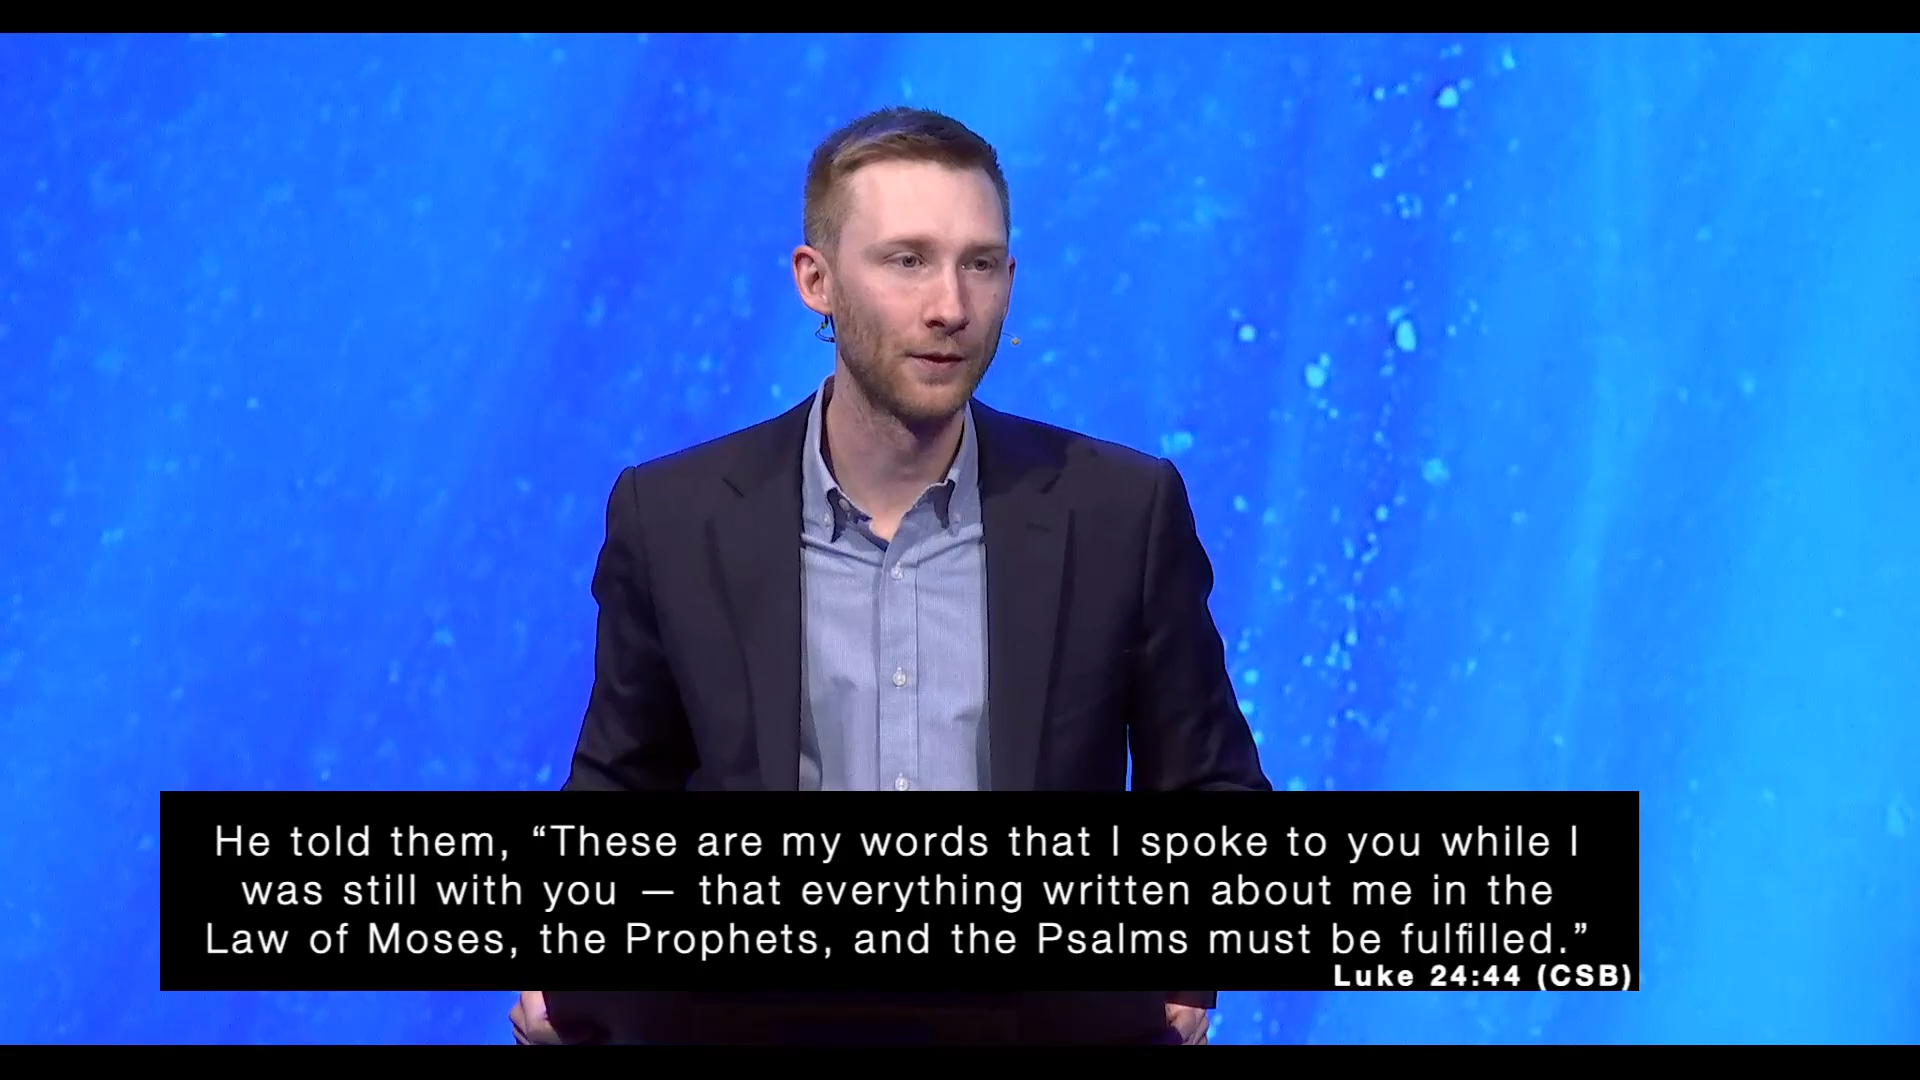 He told them, “These are my words that I spoke to you while I
was still with you — that everything written about me in the
Law of Moses, the Prophets, and the Psalms must be fulfilled.”
Luke 24:44 (CSB)